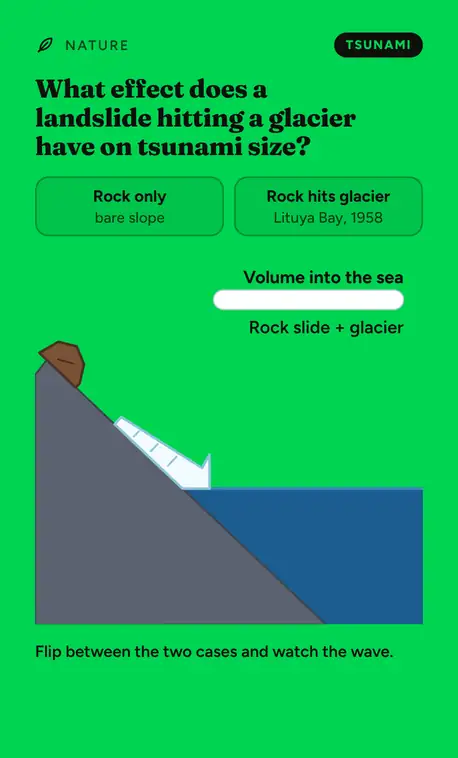 NATURE
TSUNAMI
What effect does a
landslide hitting a glacier
have on tsunami size?
Rock only
bare slope
Rock hits glacier
Lituya Bay, 1958
Volume into the sea
Rock slide + glacier
Flip between the two cases and watch the wave.